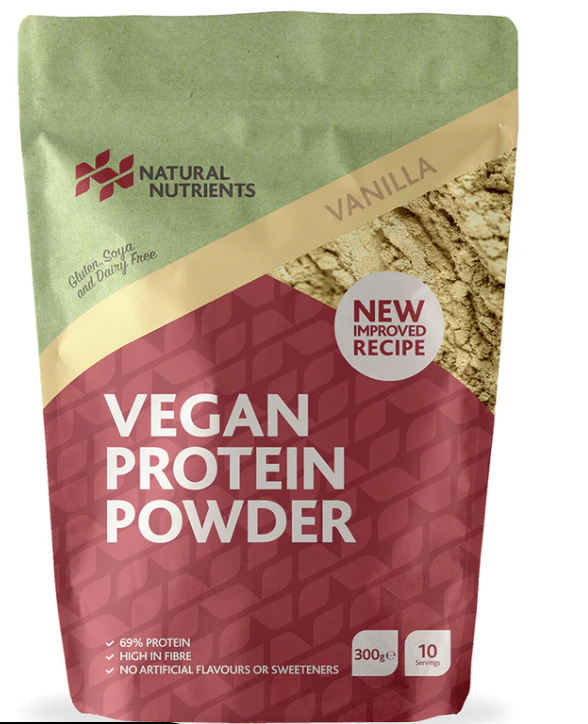 NATURAL
NUTRIENTS
VANILLA
Gluten, Soya
and Dairy Free
NEW
IMPROVED
RECIPE
VEGAN
PROTEIN
POWDER
✓ 69% PROTEIN
✓ HIGH IN FIBRE
✓ NO ARTIFICIAL FLAVOURS OR SWEETENERS
300g℮
10
Servings